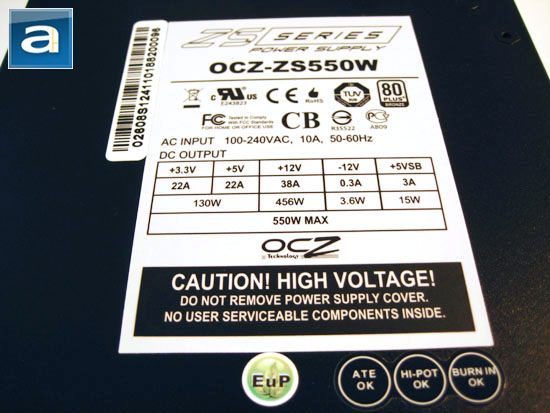 a
02808S124110188200096
ZS SERIES
POWER SUPPLY
OCZ-ZS550W
c RU us E243823 CE RoHS TUV 80 PLUS BRONZE
FC Tested To Comply With FCC Standards FOR HOME OR OFFICE USE CB R35522 AB09
AC INPUT 100-240VAC, 10A, 50-60Hz
DC OUTPUT
+3.3V +5V +12V -12V +5VSB
22A 22A 38A 0.3A 3A
130W 456W 3.6W 15W
550W MAX
OCZ
Technology
CAUTION! HIGH VOLTAGE!
DO NOT REMOVE POWER SUPPLY COVER.
NO USER SERVICEABLE COMPONENTS INSIDE.
EuP
ATE OK
HI-POT OK
BURN IN OK